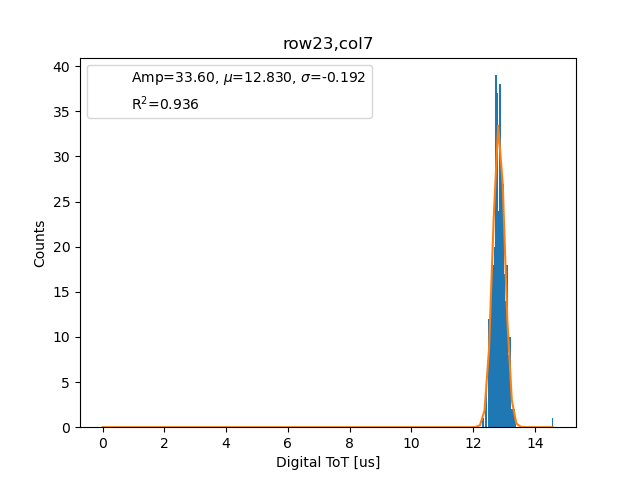 row23,col7
Amp=33.60, μ=12.830, σ=-0.192
R²=0.936
40
35
30
25
20
15
10
5
0
Counts
0 2 4 6 8 10 12 14
Digital ToT [us]